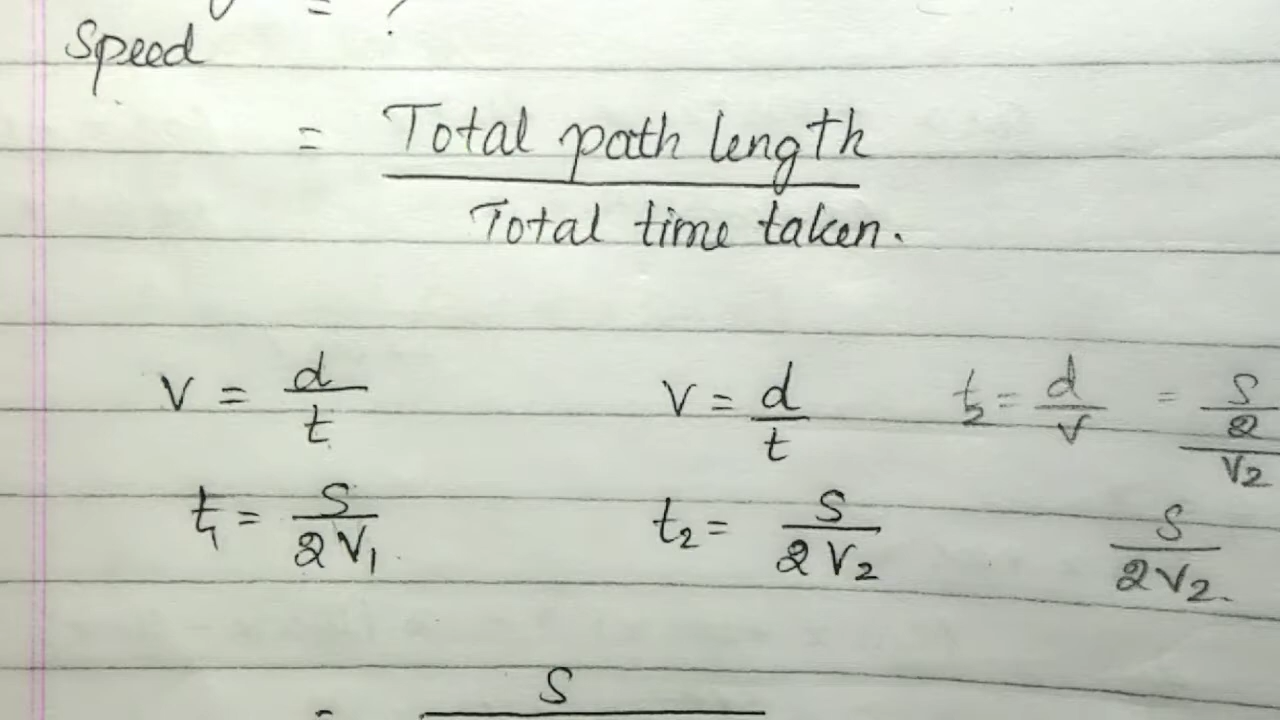 = ?
Speed
= Total path length
Total time taken.
V = d/t V = d/t t2 = d/V = S/2/V2
t1 = S/2V1 t2 = S/2V2 S/2V2.
= S